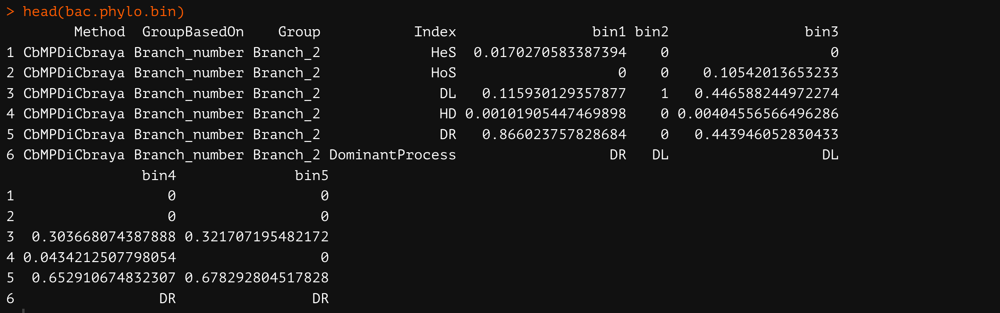 > head(bac.phylo.bin)
Method GroupBasedOn Group Index bin1 bin2 bin3
1 CbMPDiCbraya Branch_number Branch_2 HeS 0.0170270583387394 0 0
2 CbMPDiCbraya Branch_number Branch_2 HoS 0 0 0.10542013653233
3 CbMPDiCbraya Branch_number Branch_2 DL 0.115930129357877 1 0.446588244972274
4 CbMPDiCbraya Branch_number Branch_2 HD 0.00101905447469898 0 0.00404556566496286
5 CbMPDiCbraya Branch_number Branch_2 DR 0.866023757828684 0 0.443946052830433
6 CbMPDiCbraya Branch_number Branch_2 DominantProcess DR DL DL
bin4 bin5
1 0 0
2 0 0
3 0.303668074387888 0.321707195482172
4 0.0434212507798054 0
5 0.652910674832307 0.678292804517828
6 DR DR